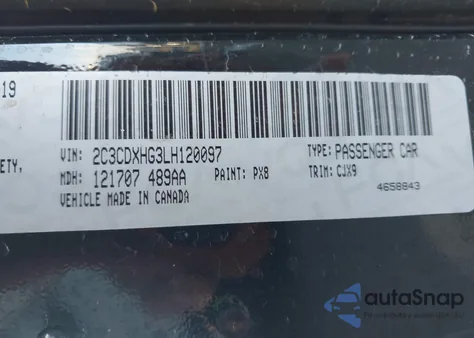 19
VIN: 2C3CDXHG3LH120097
TYPE: PASSENGER CAR
ETY,
MDH: 121707 489AA
PAINT: PX8
TRIM: CJX9
VEHICLE MADE IN CANADA
4658843
autoSnap